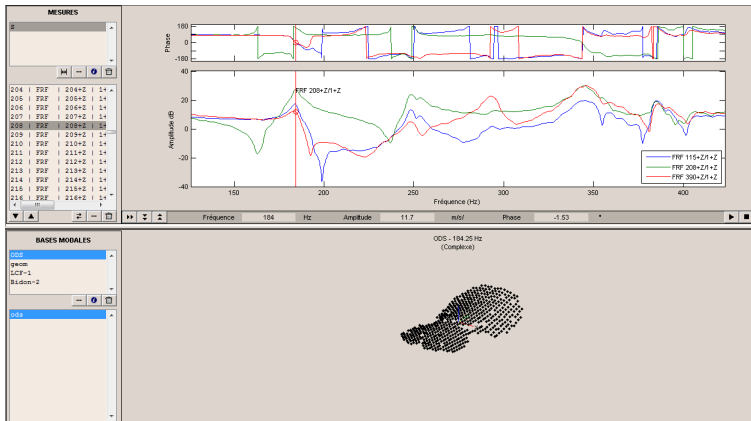 MESURES
S
204 | FRF | 204+Z | 1+
205 | FRF | 205+Z | 1+
206 | FRF | 206+Z | 1+
207 | FRF | 207+Z | 1+
208 | FRF | 208+Z | 1+
209 | FRF | 209+Z | 1+
210 | FRF | 210+Z | 1+
211 | FRF | 211+Z | 1+
212 | FRF | 212+Z | 1+
213 | FRF | 213+Z | 1+
214 | FRF | 214+Z | 1+
215 | FRF | 215+Z | 1+
216 | FRF | 216+Z | 1+
Phase
180
0
-180
Amplitude dB
40
20
0
-20
-40
FRF 208+Z/1+Z
FRF 115+Z/1+Z
FRF 208+Z/1+Z
FRF 390+Z/1+Z
150 200 250 300 350 400
Fréquence (Hz)
Fréquence 184 Hz Amplitude 11.7 m/s/ Phase -1.53 °
BASES MODALES
ODS
geom
LCF-1
Bidon-2
ods
ODS - 184.25 Hz
(Complexe)